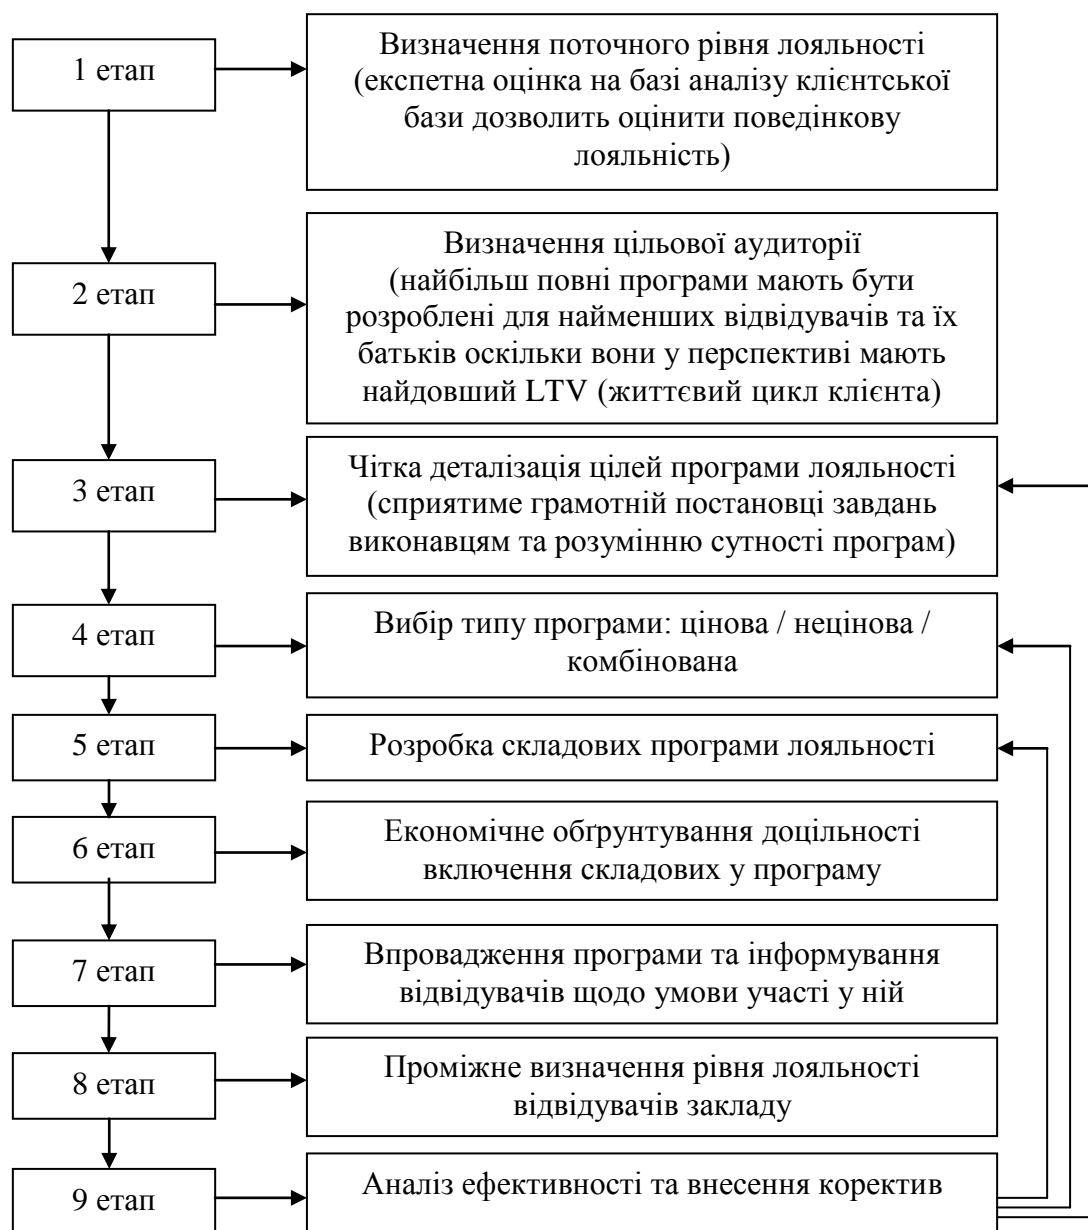 1 етап
Визначення поточного рівня лояльності
(експетна оцінка на базі аналізу клієнтської
бази дозволить оцінити поведінкову
лояльність)
2 етап
Визначення цільової аудиторії
(найбільш повні програми мають бути
розроблені для найменших відвідувачів та їх
батьків оскільки вони у перспективі мають
найдовший LTV (життєвий цикл клієнта)
3 етап
Чітка деталізація цілей програми лояльності
(сприятиме грамотній постановці завдань
виконавцям та розумінню сутності програм)
4 етап
Вибір типу програми: цінова / нецінова /
комбінована
5 етап
Розробка складових програми лояльності
6 етап
Економічне обґрунтування доцільності
включення складових у програму
7 етап
Впровадження програми та інформування
відвідувачів щодо умови участі у ній
8 етап
Проміжне визначення рівня лояльності
відвідувачів закладу
9 етап
Аналіз ефективності та внесення коректив